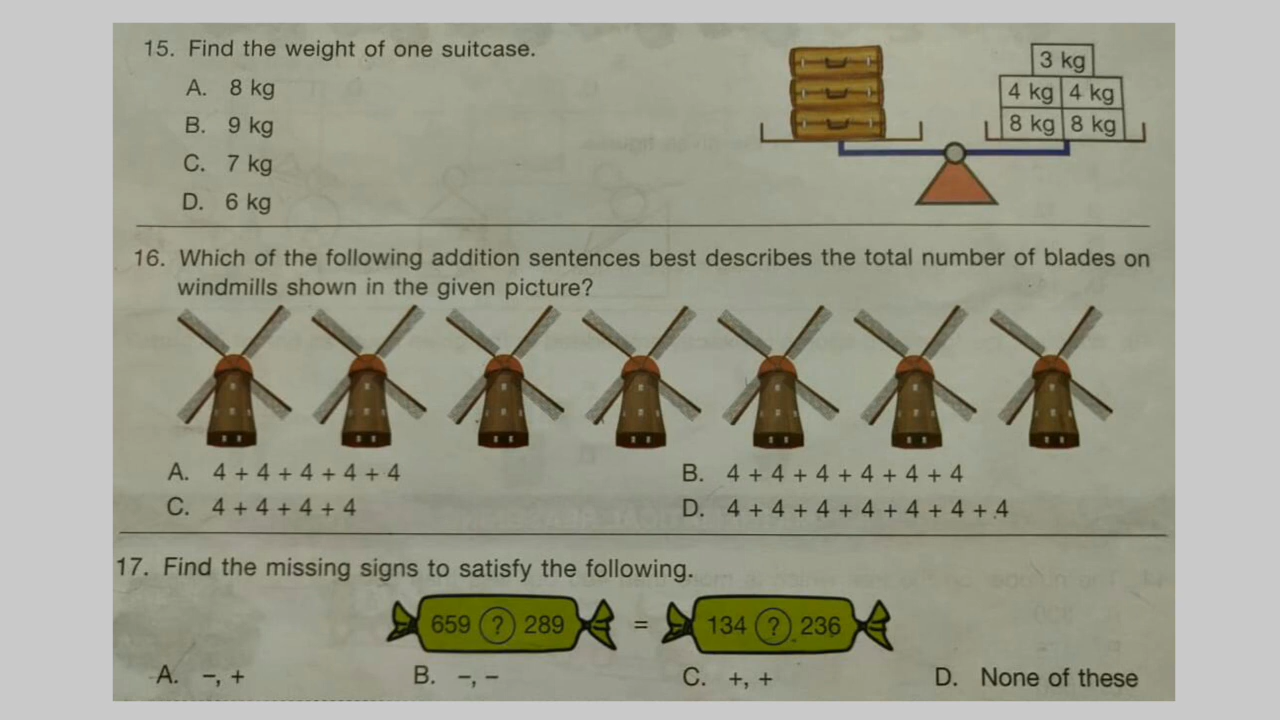 15. Find the weight of one suitcase.
A. 8 kg
B. 9 kg
C. 7 kg
D. 6 kg
3 kg
4 kg 4 kg
8 kg 8 kg
16. Which of the following addition sentences best describes the total number of blades on
windmills shown in the given picture?
A. 4 + 4 + 4 + 4 + 4
B. 4 + 4 + 4 + 4 + 4 + 4
C. 4 + 4 + 4 + 4
D. 4 + 4 + 4 + 4 + 4 + 4 + 4
17. Find the missing signs to satisfy the following.
659 ? 289 = 134 ? 236
A. –, + B. –, – C. +, + D. None of these